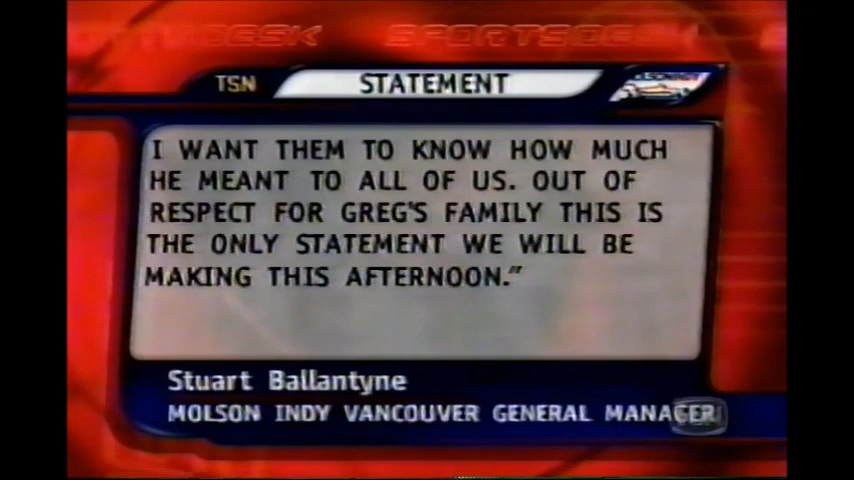 SPORTSDESK
TSN STATEMENT
I WANT THEM TO KNOW HOW MUCH
HE MEANT TO ALL OF US. OUT OF
RESPECT FOR GREG'S FAMILY THIS IS
THE ONLY STATEMENT WE WILL BE
MAKING THIS AFTERNOON."
Stuart Ballantyne
MOLSON INDY VANCOUVER GENERAL MANAGER